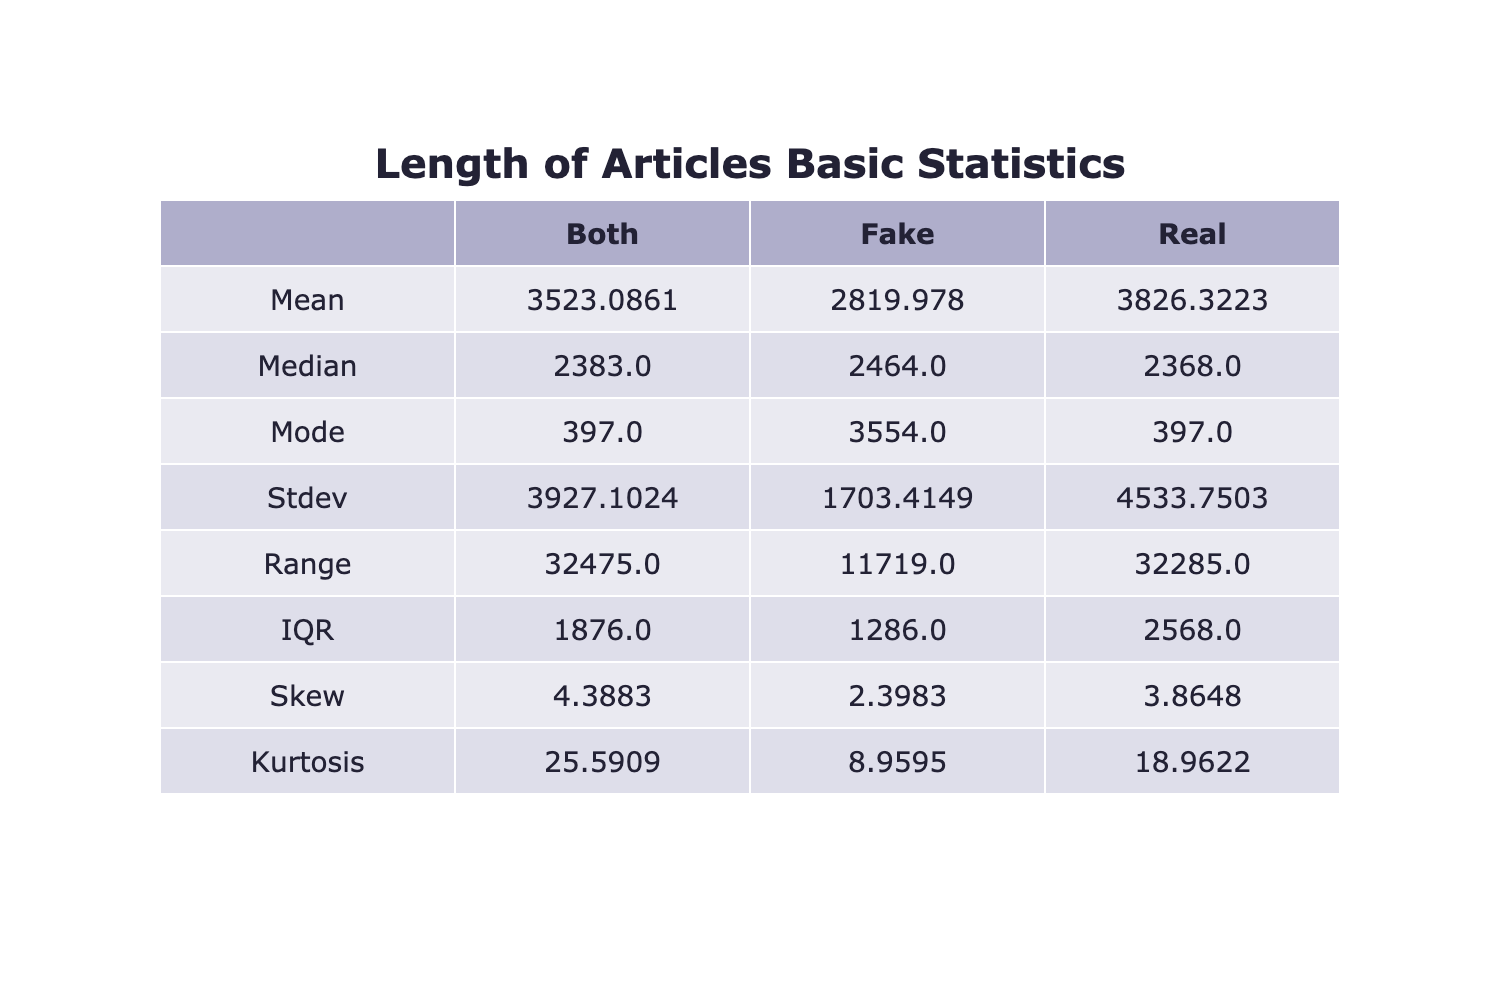 Length of Articles Basic Statistics
Both Fake Real
Mean 3523.0861 2819.978 3826.3223
Median 2383.0 2464.0 2368.0
Mode 397.0 3554.0 397.0
Stdev 3927.1024 1703.4149 4533.7503
Range 32475.0 11719.0 32285.0
IQR 1876.0 1286.0 2568.0
Skew 4.3883 2.3983 3.8648
Kurtosis 25.5909 8.9595 18.9622